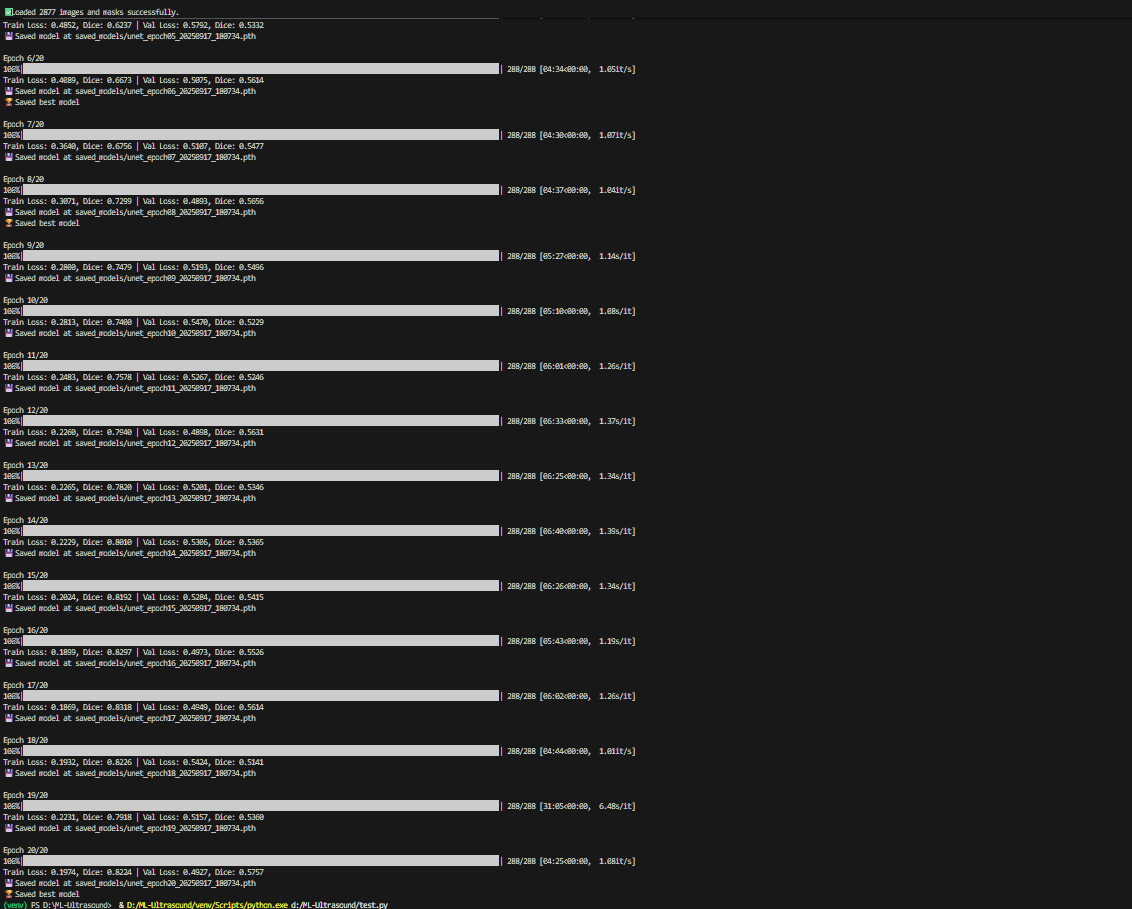 ✅Loaded 2877 images and masks successfully.
Train Loss: 0.4852, Dice: 0.6237 | Val Loss: 0.5792, Dice: 0.5332
💾 Saved model at saved_models/unet_epoch05_20250917_180734.pth
Epoch 6/20
100%| | 288/288 [04:34<00:00, 1.05it/s]
Train Loss: 0.4089, Dice: 0.6673 | Val Loss: 0.5075, Dice: 0.5614
💾 Saved model at saved_models/unet_epoch06_20250917_180734.pth
🏆 Saved best model
Epoch 7/20
100%| | 288/288 [04:30<00:00, 1.07it/s]
Train Loss: 0.3640, Dice: 0.6756 | Val Loss: 0.5107, Dice: 0.5477
💾 Saved model at saved_models/unet_epoch07_20250917_180734.pth
Epoch 8/20
100%| | 288/288 [04:37<00:00, 1.04it/s]
Train Loss: 0.3071, Dice: 0.7299 | Val Loss: 0.4893, Dice: 0.5656
💾 Saved model at saved_models/unet_epoch08_20250917_180734.pth
🏆 Saved best model
Epoch 9/20
100%| | 288/288 [05:27<00:00, 1.14s/it]
Train Loss: 0.2800, Dice: 0.7479 | Val Loss: 0.5193, Dice: 0.5496
💾 Saved model at saved_models/unet_epoch09_20250917_180734.pth
Epoch 10/20
100%| | 288/288 [05:10<00:00, 1.08s/it]
Train Loss: 0.2813, Dice: 0.7400 | Val Loss: 0.5470, Dice: 0.5229
💾 Saved model at saved_models/unet_epoch10_20250917_180734.pth
Epoch 11/20
100%| | 288/288 [06:01<00:00, 1.26s/it]
Train Loss: 0.2483, Dice: 0.7578 | Val Loss: 0.5267, Dice: 0.5246
💾 Saved model at saved_models/unet_epoch11_20250917_180734.pth
Epoch 12/20
100%| | 288/288 [06:33<00:00, 1.37s/it]
Train Loss: 0.2260, Dice: 0.7940 | Val Loss: 0.4898, Dice: 0.5631
💾 Saved model at saved_models/unet_epoch12_20250917_180734.pth
Epoch 13/20
100%| | 288/288 [06:25<00:00, 1.34s/it]
Train Loss: 0.2265, Dice: 0.7820 | Val Loss: 0.5201, Dice: 0.5346
💾 Saved model at saved_models/unet_epoch13_20250917_180734.pth
Epoch 14/20
100%| | 288/288 [06:40<00:00, 1.39s/it]
Train Loss: 0.2229, Dice: 0.8010 | Val Loss: 0.5306, Dice: 0.5365
💾 Saved model at saved_models/unet_epoch14_20250917_180734.pth
Epoch 15/20
100%| | 288/288 [06:26<00:00, 1.34s/it]
Train Loss: 0.2024, Dice: 0.8192 | Val Loss: 0.5284, Dice: 0.5415
💾 Saved model at saved_models/unet_epoch15_20250917_180734.pth
Epoch 16/20
100%| | 288/288 [05:43<00:00, 1.19s/it]
Train Loss: 0.1899, Dice: 0.8297 | Val Loss: 0.4973, Dice: 0.5526
💾 Saved model at saved_models/unet_epoch16_20250917_180734.pth
Epoch 17/20
100%| | 288/288 [06:02<00:00, 1.26s/it]
Train Loss: 0.1869, Dice: 0.8318 | Val Loss: 0.4949, Dice: 0.5614
💾 Saved model at saved_models/unet_epoch17_20250917_180734.pth
Epoch 18/20
100%| | 288/288 [04:44<00:00, 1.01it/s]
Train Loss: 0.1932, Dice: 0.8226 | Val Loss: 0.5424, Dice: 0.5141
💾 Saved model at saved_models/unet_epoch18_20250917_180734.pth
Epoch 19/20
100%| | 288/288 [31:05<00:00, 6.48s/it]
Train Loss: 0.2231, Dice: 0.7918 | Val Loss: 0.5157, Dice: 0.5360
💾 Saved model at saved_models/unet_epoch19_20250917_180734.pth
Epoch 20/20
100%| | 288/288 [04:25<00:00, 1.08it/s]
Train Loss: 0.1974, Dice: 0.8224 | Val Loss: 0.4927, Dice: 0.5757
💾 Saved model at saved_models/unet_epoch20_20250917_180734.pth
🏆 Saved best model
(venv) PS D:\ML-Ultrasound> & D:/ML-Ultrasound/venv/Scripts/python.exe d:/ML-Ultrasound/test.py